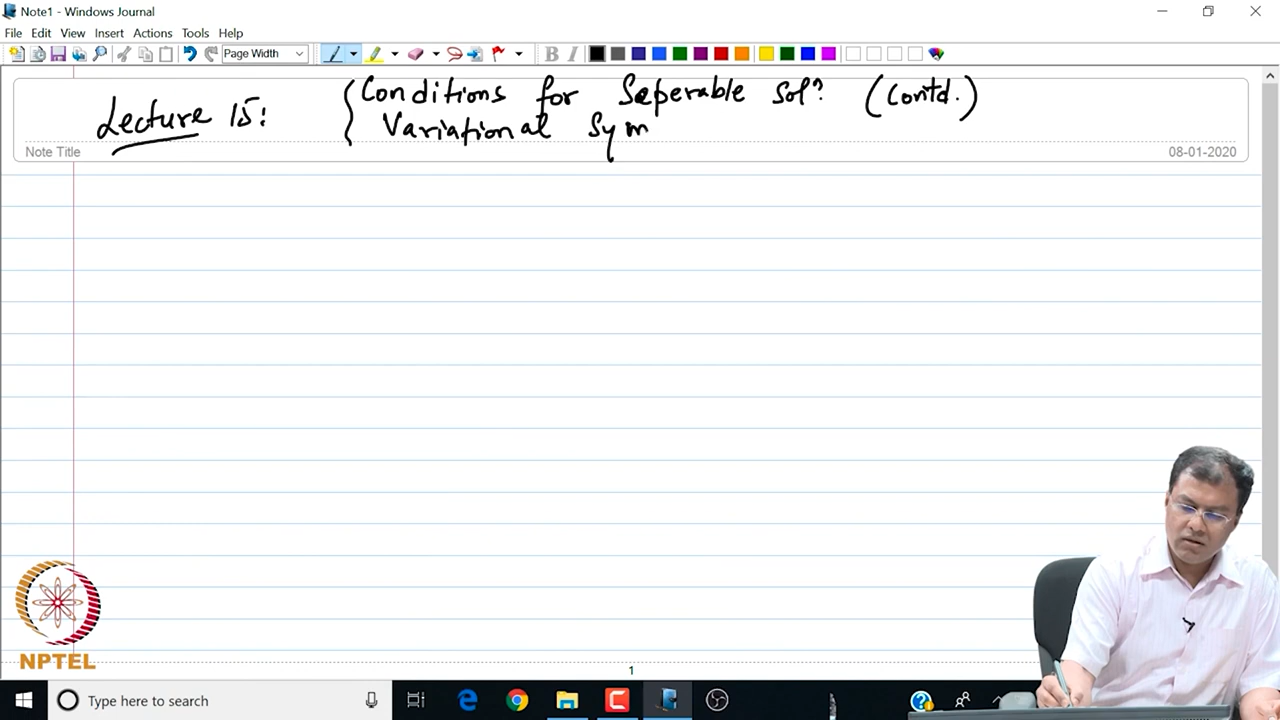 Note1 - Windows Journal
File Edit View Insert Actions Tools Help
Page Width
B I
Lecture 15:
Conditions for Seperable Solⁿ (Contd.)
Variational Sym
Note Title
08-01-2020
NPTEL
1
Type here to search